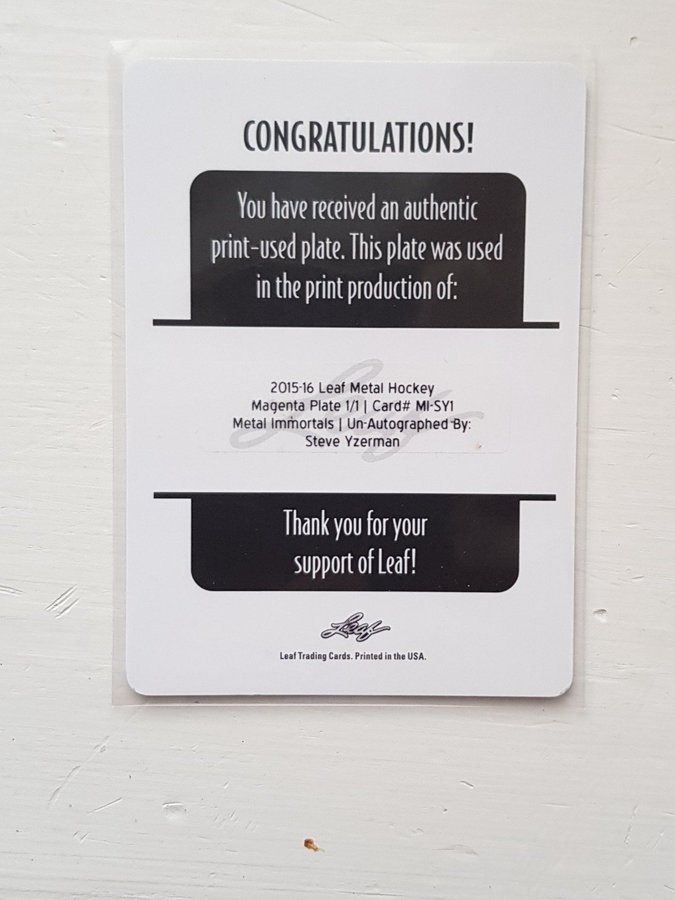 CONGRATULATIONS!
You have received an authentic
print-used plate. This plate was used
in the print production of:
2015-16 Leaf Metal Hockey
Magenta Plate 1/1 | Card# MI-SY1
Metal Immortals | Un-Autographed By:
Steve Yzerman
Thank you for your
support of Leaf!
Leaf
Leaf Trading Cards. Printed in the USA.